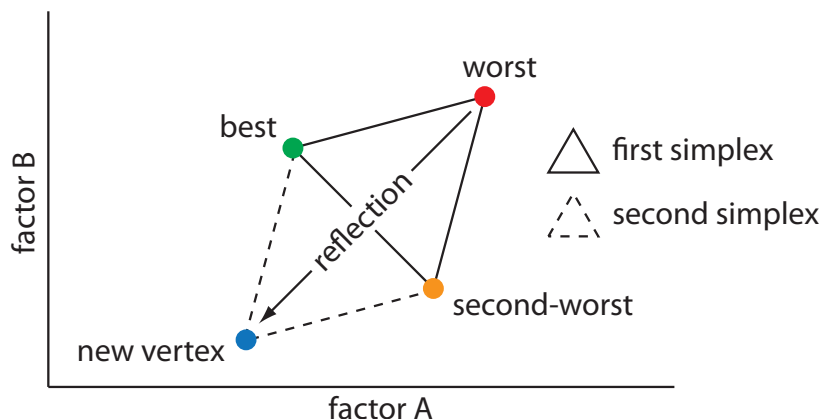 worst
best
first simplex
second simplex
reflection
second-worst
new vertex
factor B
factor A